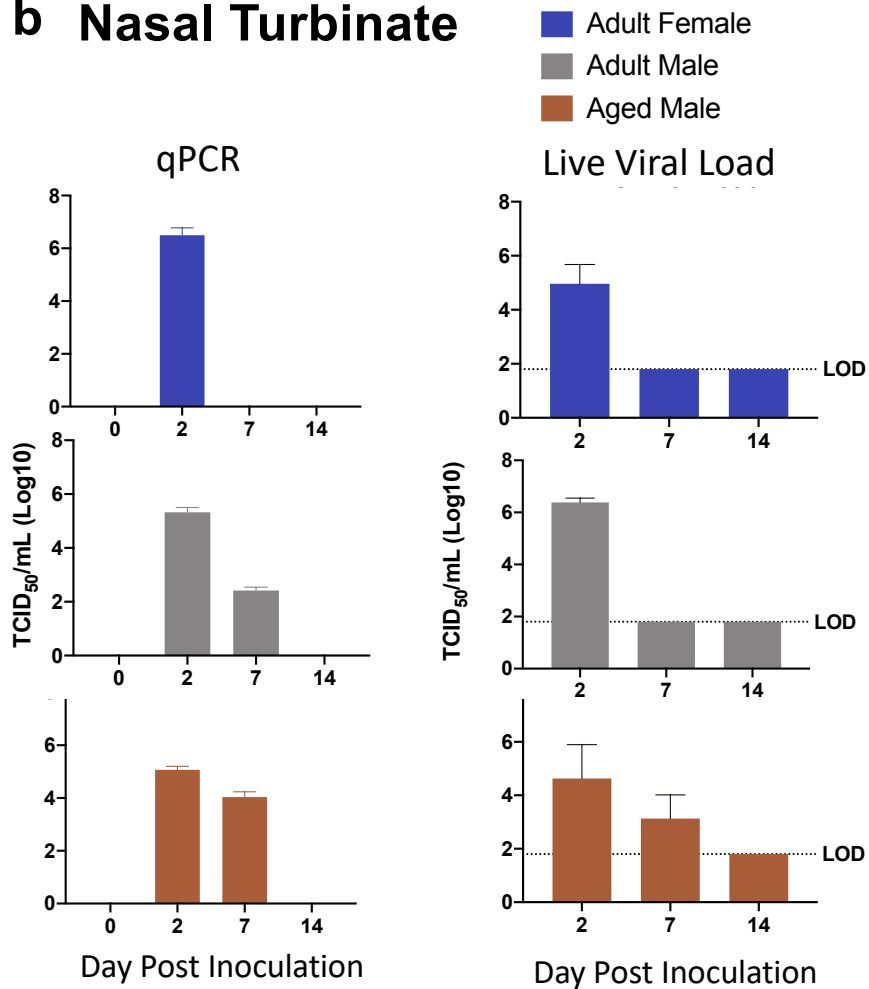 b Nasal Turbinate
Adult Female
Adult Male
Aged Male
qPCR
8
6
4
2
0
0 2 7 14
Live Viral Load
8
6
4
2
0
LOD
2 7 14
TCID50/mL (Log10)
8
6
4
2
0
0 2 7 14
TCID50/mL (Log10)
8
6
4
2
0
LOD
2 7 14
6
4
2
0
0 2 7 14
Day Post Inoculation
6
4
2
0
LOD
2 7 14
Day Post Inoculation